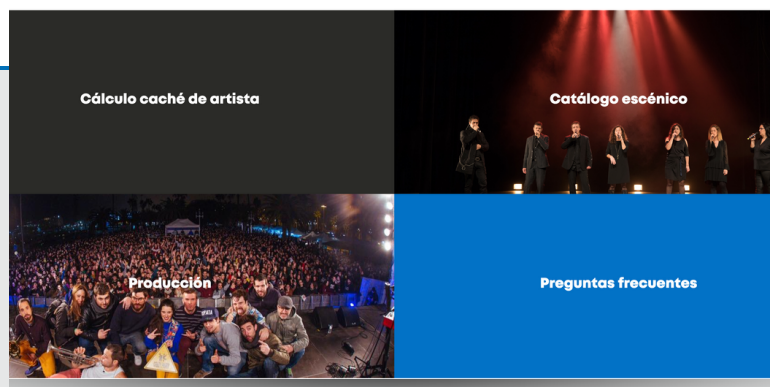 Cálculo caché de artista
Catálogo escénico
Producción
Preguntas frecuentes